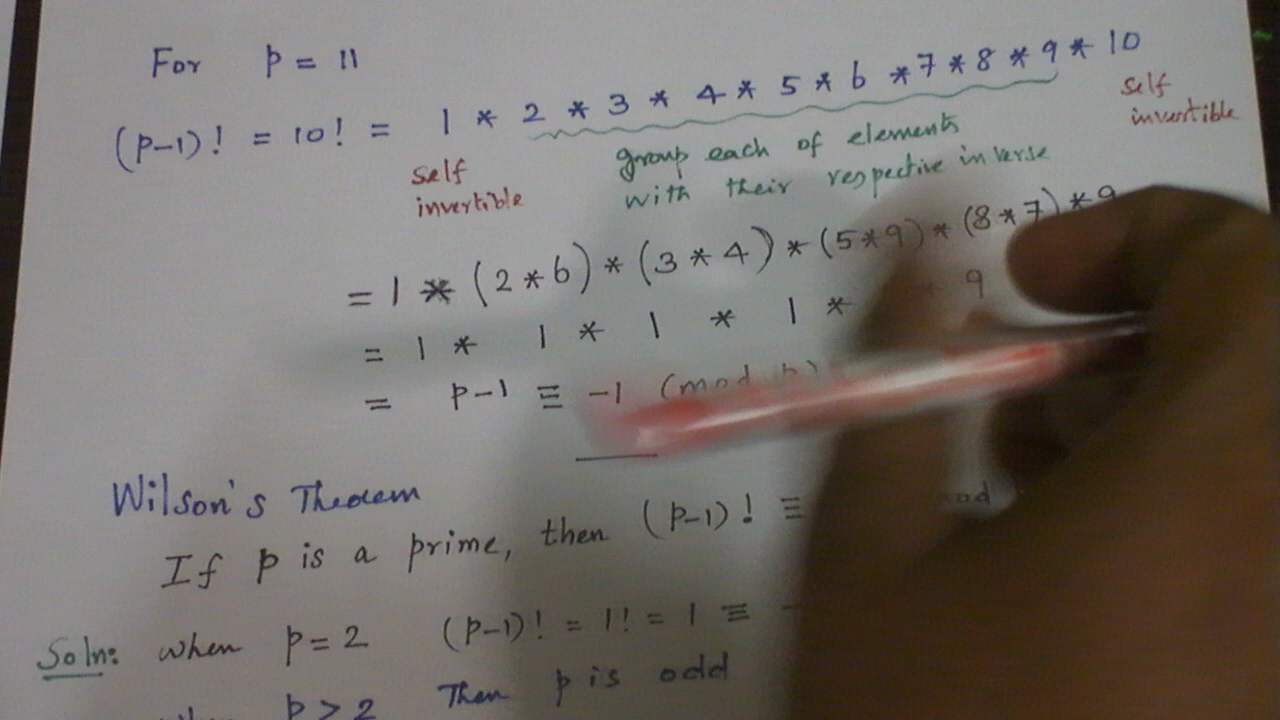 For p = 11
(p-1)! = 10! = 1 * 2 * 3 * 4 * 5 * 6 * 7 * 8 * 9 * 10
self invertible
group each of elements with their respective inverse
self invertible
= 1 * (2 * 6) * (3 * 4) * (5 * 9) * (8 * 7) * 9
= 1 * 1 * 1 * 1 * * 9
= p-1 ≡ -1 (mod p)
Wilson's Theorem
If p is a prime, then (p-1)! ≡
Soln: when p = 2 (p-1)! = 1! = 1 ≡ -
p > 2 Then p is odd